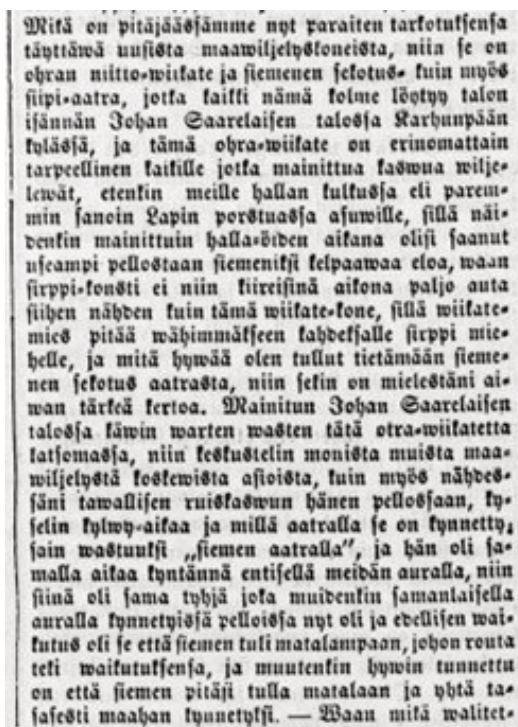 Mikä on pitäjäässämme nyt paraiten tarkotuksensa
täyttäwä uusista maawiljelyskoneista, niin se on
ohran niitto-wiikate ja siemenen sekotus- kuin myös
siipi-aatra, jotka kaikki nämä kolme löytyy talon
isännän Johan Saarelaisen talossa Karhunpään
kylässä, ja tämä ohra-wiikate on erinomattain
tarpeellinen kaikille jotka mainittua kaswua wilje-
lewät, etenkin meille hallan kulkussa eli parem-
min sanoin Lapin porstuassa asuwille, sillä näi-
denkin mainittuin halla-öiden aikana olisi saanut
useampi pellostaan siemeniksi kelpaawaa eloa, waan
sirppi-konsti ei niin kiireisinä aikona paljo auta
siihen nähden kuin tämä wiikate-kone, sillä wiikate-
mies pitää wähimmäkseen kahdeksalle sirppi mie-
helle, ja mitä hywää olen tullut tietämään sieme-
nen sekotus aatrasta, niin sekin on mielestäni ai-
wan tärkeä kertoa. Mainitun Johan Saarelaisen
talossa käwin warten wasten tätä otra-wiikatetta
katsomassa, niin keskustelin monista muista maa-
wiljelystä koskewista asioista, kuin myös nähdes-
säni tawallisen ruiskaswun hänen pellossaan, ky-
selin kylwy-aikaa ja millä aatralla se on kynnetty,
sain wastuuksi „siemen aatralla", ja hän oli sa-
malla aikaa kyntännä entisellä meidän auralla, niin
siinä oli sama tyhjä joka muidenkin samanlaisella
auralla kynnetyissä pelloissa nyt oli ja edellisen wai-
kutus oli se että siemen tuli matalampaan, johon routa
teki waikutuksensa, ja muutenkin hywin tunnettu
on että siemen pitäisi tulla matalaan ja yhtä ta-
sasesti maahan kynnetyksi. — Waan mikä walitet-